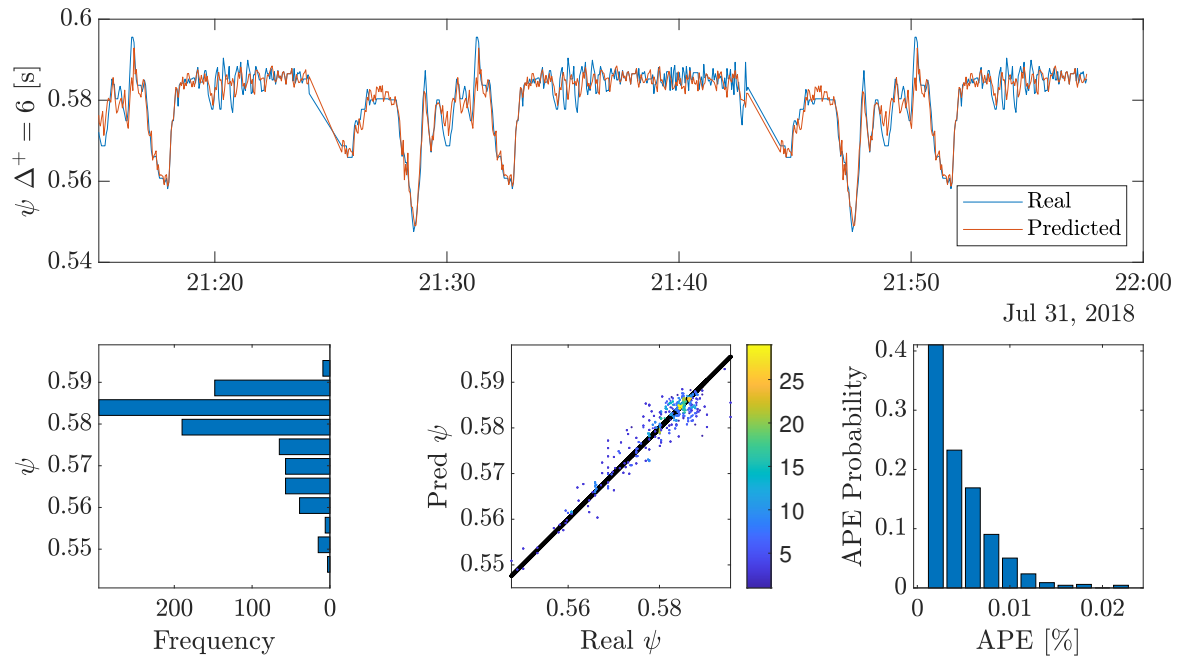 0.6
0.58
0.56
0.54
ψ Δ⁺ = 6 [s]
Real
Predicted
21:20 21:30 21:40 21:50 22:00
Jul 31, 2018
0.59
0.58
0.57
0.56
0.55
ψ
200 100 0
Frequency
0.59
0.58
0.57
0.56
0.55
Pred ψ
0.56 0.58
Real ψ
25
20
15
10
5
0.4
0.3
0.2
0.1
0
APE Probability
0 0.01 0.02
APE [%]